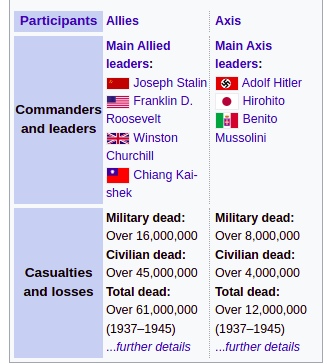 Participants Allies Axis
Commanders
and leaders
Main Allied
leaders:
Joseph Stalin
Franklin D.
Roosevelt
Winston
Churchill
Chiang Kai-
shek
Main Axis
leaders:
Adolf Hitler
Hirohito
Benito
Mussolini
Casualties
and losses
Military dead:
Over 16,000,000
Civilian dead:
Over 45,000,000
Total dead:
Over 61,000,000
(1937–1945)
...further details
Military dead:
Over 8,000,000
Civilian dead:
Over 4,000,000
Total dead:
Over 12,000,000
(1937–1945)
...further details